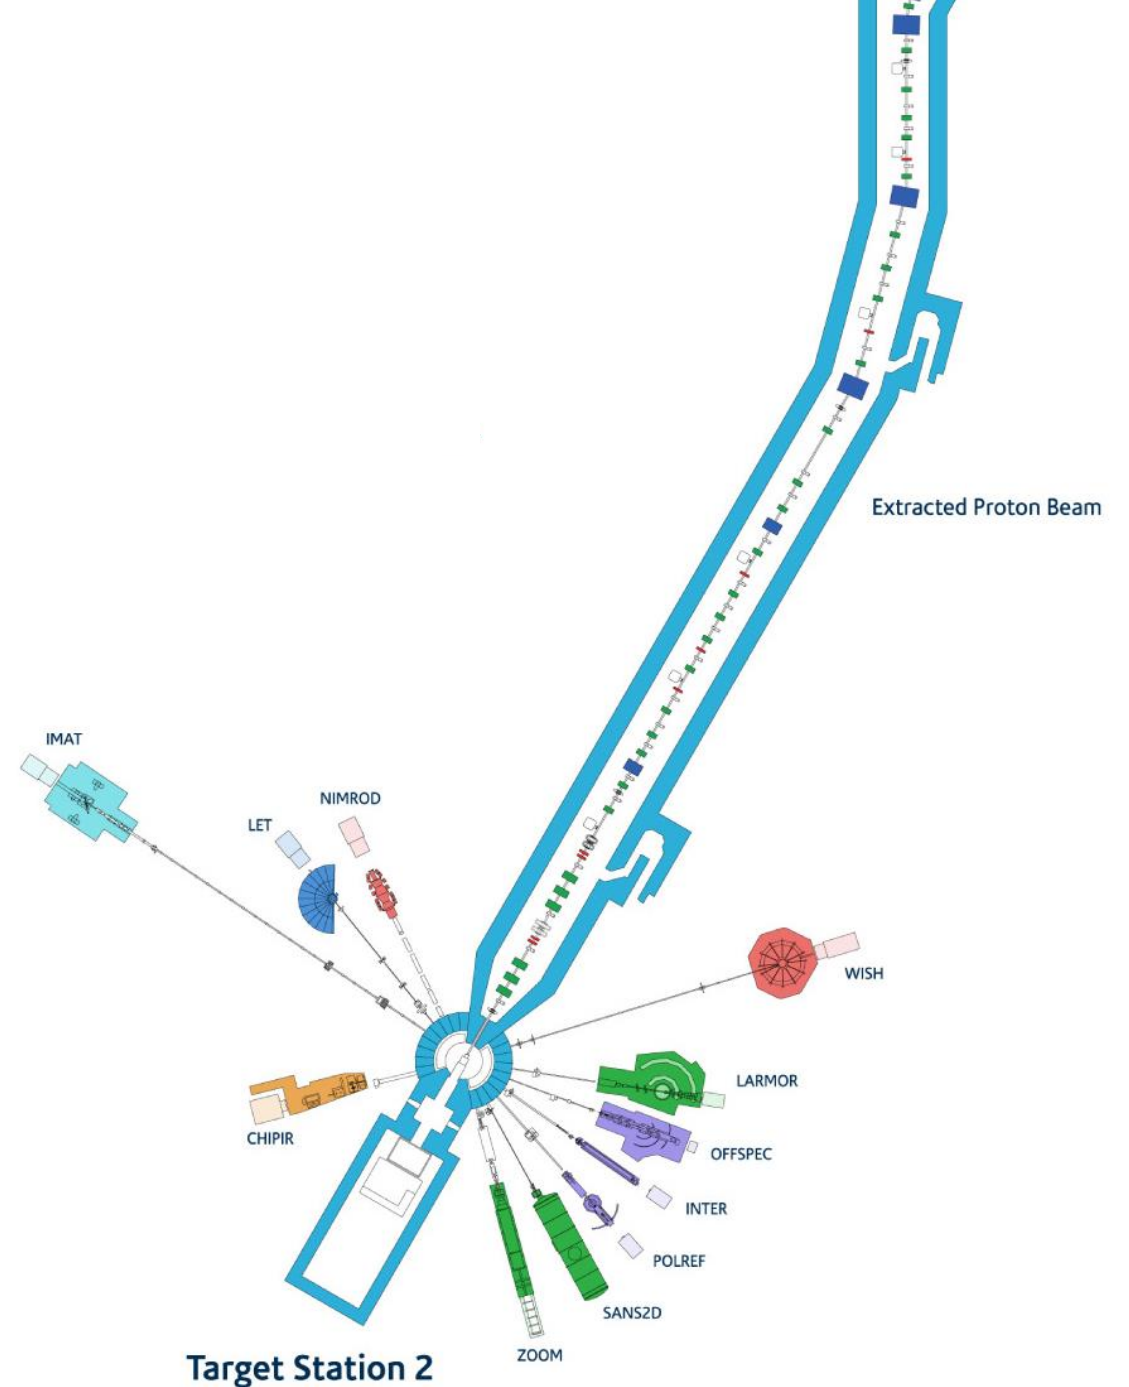 Extracted Proton Beam
IMAT
NIMROD
LET
WISH
LARMOR
CHIPIR
OFFSPEC
INTER
POLREF
SANS2D
ZOOM
Target Station 2